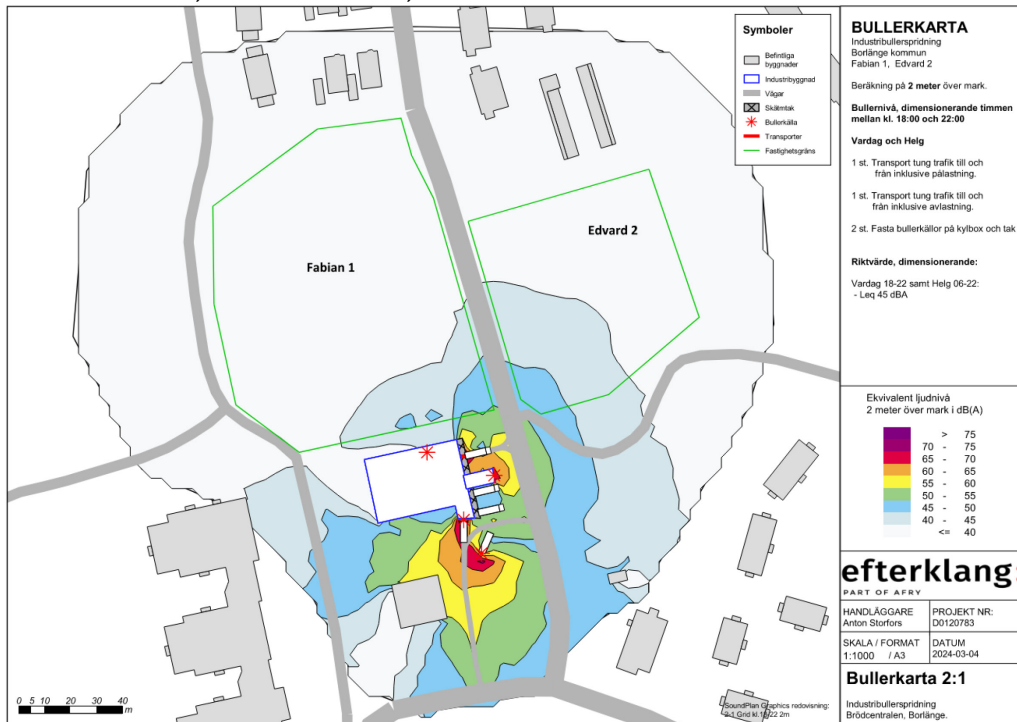 Symboler
Befintliga
byggnader
Industribyggnad
Vägar
Skälmtak
Bullerkälla
Transporter
Fastighetsgräns
Fabian 1
Edvard 2
0 5 10 20 30 40
m
SoundPlan Graphics redovisning:
BULLERKARTA
Industribullerspridning
Borlänge kommun
Fabian 1, Edvard 2
Beräkning på 2 meter över mark.
Bullernivå, dimensionerande timmen
mellan kl. 18:00 och 22:00
Vardag och Helg
1 st. Transport tung trafik till och
från inklusive pålastning.
1 st. Transport tung trafik till och
från inklusive avlastning.
2 st. Fasta bullerkällor på kylbox och tak
Riktvärde, dimensionerande:
Vardag 18-22 samt Helg 06-22:
- Leq 45 dBA
Ekvivalent ljudnivå
2 meter över mark i dB(A)
> 75
70 - 75
65 - 70
60 - 65
55 - 60
50 - 55
45 - 50
40 - 45
<= 40
efterklang:
PART OF AFRY
HANDLÄGGARE
Anton Storfors
PROJEKT NR:
D0120783
SKALA / FORMAT
1:1000 / A3
DATUM
2024-03-04
Bullerkarta 2:1
Industribullerspridning
Brödcentralen, Borlänge.